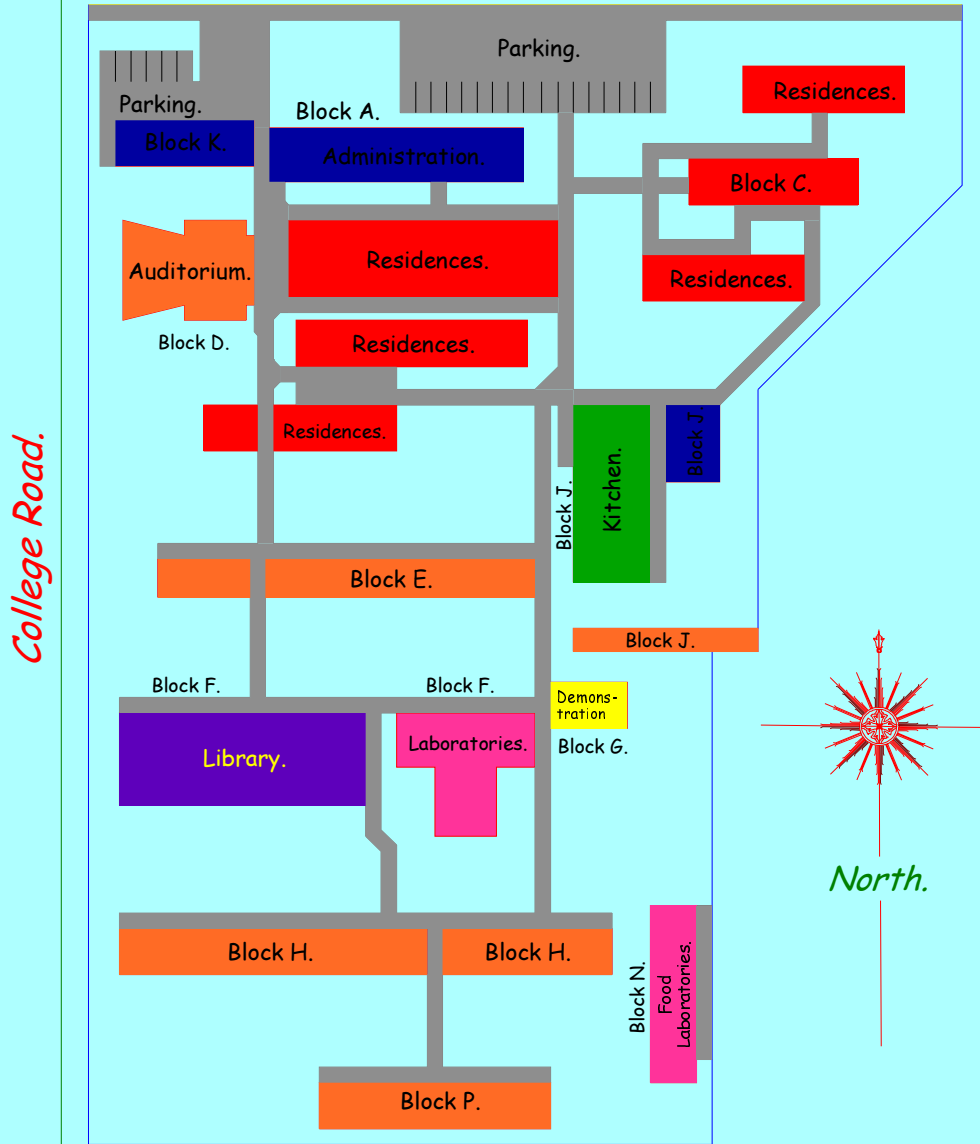 Parking.
Residences.
Parking.
Block A.
Block K.
Administration.
Block C.
Auditorium.
Residences.
Residences.
Block D.
Residences.
Residences.
Block J.
College Road.
Kitchen.
Block J.
Block E.
Block J.
Block F.
Block F.
Demons-
tration
Laboratories.
Block G.
Library.
North.
Block H.
Block H.
Block N.
Food
Laboratories.
Block P.